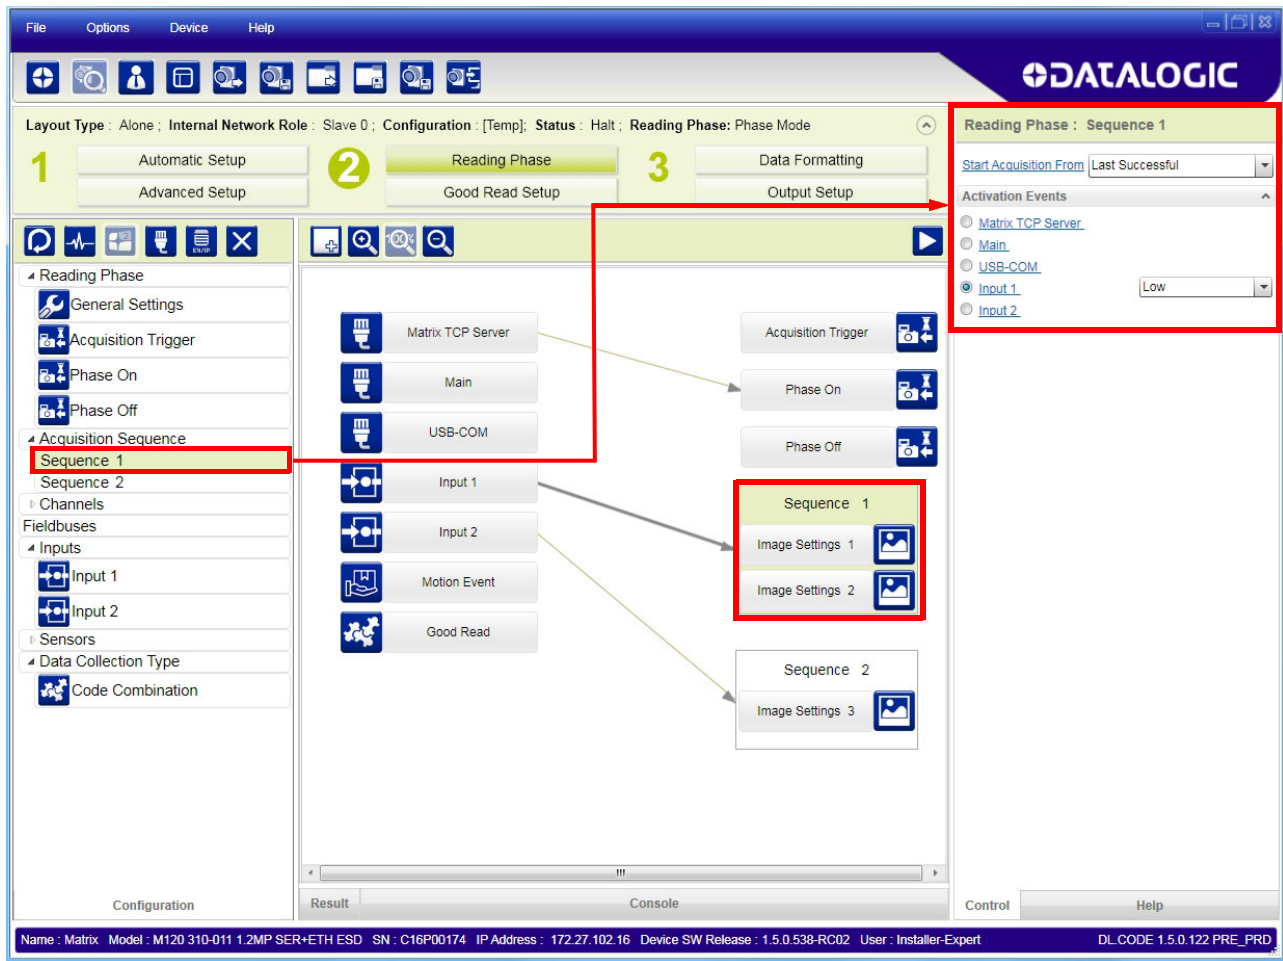 File Options Device Help
DATALOGIC
Layout Type : Alone ; Internal Network Role : Slave 0 ; Configuration : [Temp]; Status : Halt ; Reading Phase: Phase Mode
1
Automatic Setup
Advanced Setup
2
Reading Phase
Good Read Setup
3
Data Formatting
Output Setup
Reading Phase : Sequence 1
Start Acquisition From Last Successful
Activation Events
Matrix TCP Server
Main
USB-COM
Input 1 Low
Input 2
EN/IP
100%
Reading Phase
General Settings
Acquisition Trigger
Phase On
Phase Off
Acquisition Sequence
Sequence 1
Sequence 2
Channels
Fieldbuses
Inputs
Input 1
Input 2
Sensors
Data Collection Type
Code Combination
Matrix TCP Server
Main
USB-COM
Input 1
Input 2
Motion Event
Good Read
Acquisition Trigger
Phase On
Phase Off
Sequence 1
Image Settings 1
Image Settings 2
Sequence 2
Image Settings 3
Configuration
Result
Console
Control
Help
Name : Matrix Model : M120 310-011 1.2MP SER+ETH ESD SN : C16P00174 IP Address : 172.27.102.16 Device SW Release : 1.5.0.538-RC02 User : Installer-Expert DL.CODE 1.5.0.122 PRE_PRD